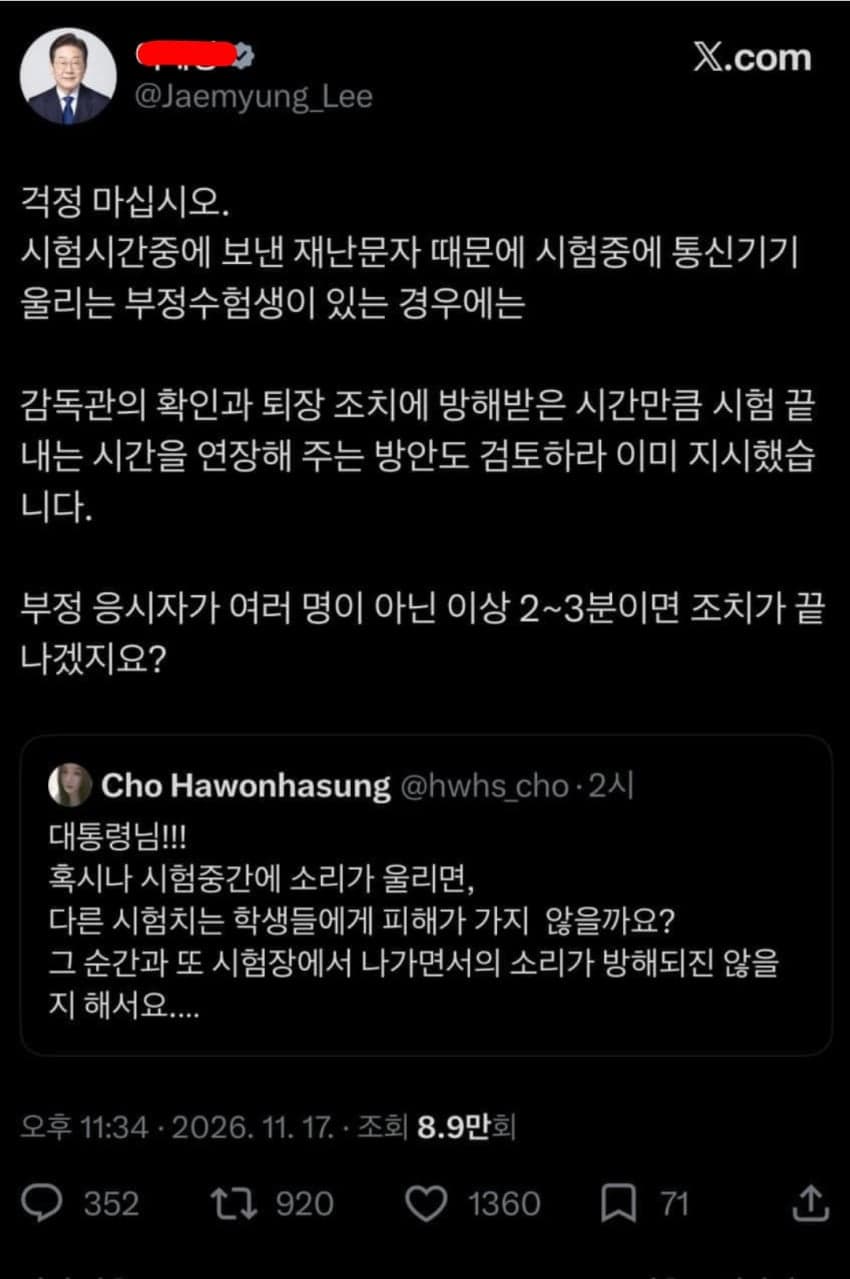 X.com
@Jaemyung_Lee
걱정 마십시오.
시험시간중에 보낸 재난문자 때문에 시험중에 통신기기
울리는 부정수험생이 있는 경우에는
감독관의 확인과 퇴장 조치에 방해받은 시간만큼 시험 끝
내는 시간을 연장해 주는 방안도 검토하라 이미 지시했습
니다.
부정 응시자가 여러 명이 아닌 이상 2~3분이면 조치가 끝
나겠지요?
Cho Hawonhasung @hwhs_cho · 2시
대통령님!!!
혹시나 시험중간에 소리가 울리면,
다른 시험치는 학생들에게 피해가 가지 않을까요?
그 순간과 또 시험장에서 나가면서의 소리가 방해되진 않을
지 해서요....
오후 11:34 · 2026. 11. 17. · 조회 8.9만회
352 920 1360 71